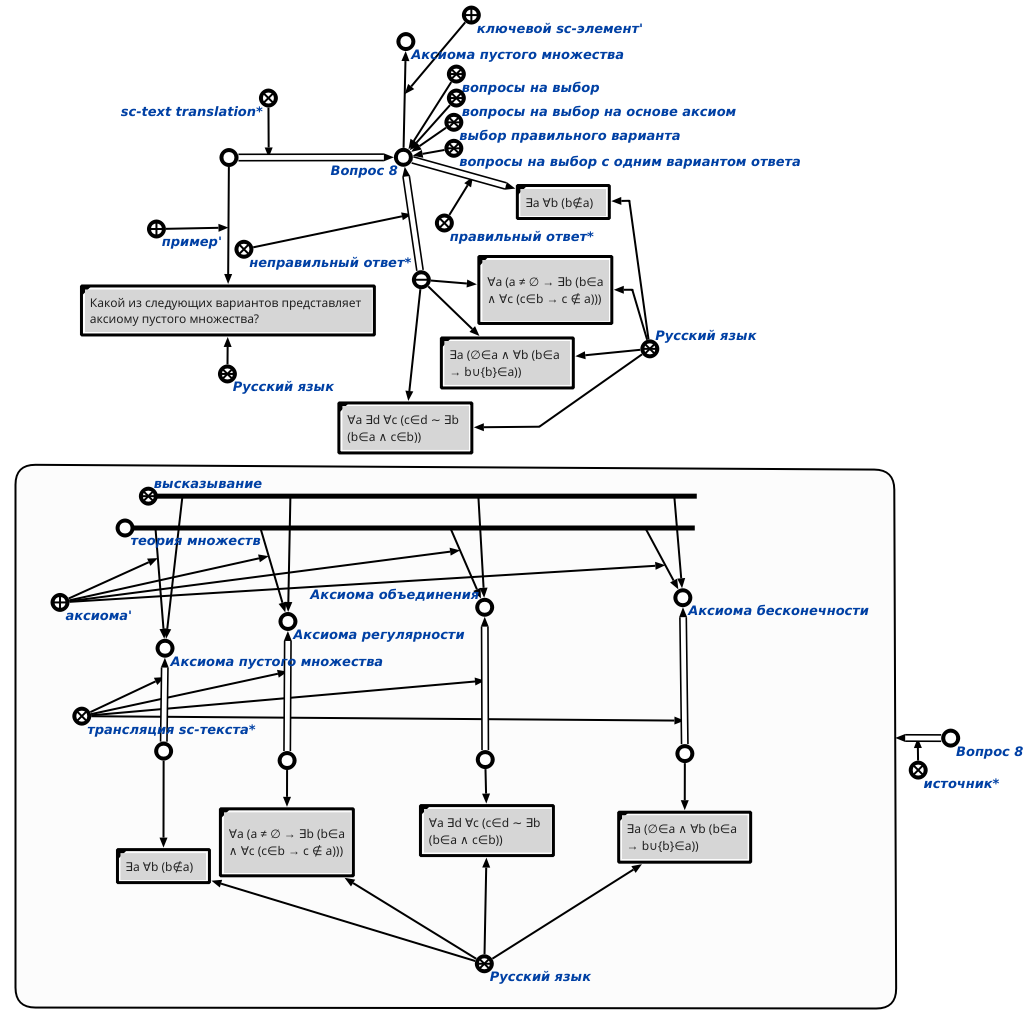 ключевой sc-элемент'
Аксиома пустого множества
вопросы на выбор
sc-text translation*
вопросы на выбор на основе аксиом
выбор правильного варианта
вопросы на выбор с одним вариантом ответа
Вопрос 8
∃a ∀b (b∉a)
пример'
правильный ответ*
неправильный ответ*
∀a (a ≠ ∅ → ∃b (b∈a
∧ ∀c (c∈b → c ∉ a)))
Какой из следующих вариантов представляет
аксиому пустого множества?
Русский язык
∃a (∅∈a ∧ ∀b (b∈a
→ b∪{b}∈a))
Русский язык
∀a ∃d ∀c (c∈d ~ ∃b
(b∈a ∧ c∈b))
высказывание
теория множеств
Аксиома объединения
аксиома'
Аксиома бесконечности
Аксиома регулярности
Аксиома пустого множества
трансляция sc-текста*
Вопрос 8
источник*
∀a (a ≠ ∅ → ∃b (b∈a
∧ ∀c (c∈b → c ∉ a)))
∀a ∃d ∀c (c∈d ~ ∃b
(b∈a ∧ c∈b))
∃a (∅∈a ∧ ∀b (b∈a
→ b∪{b}∈a))
∃a ∀b (b∉a)
Русский язык